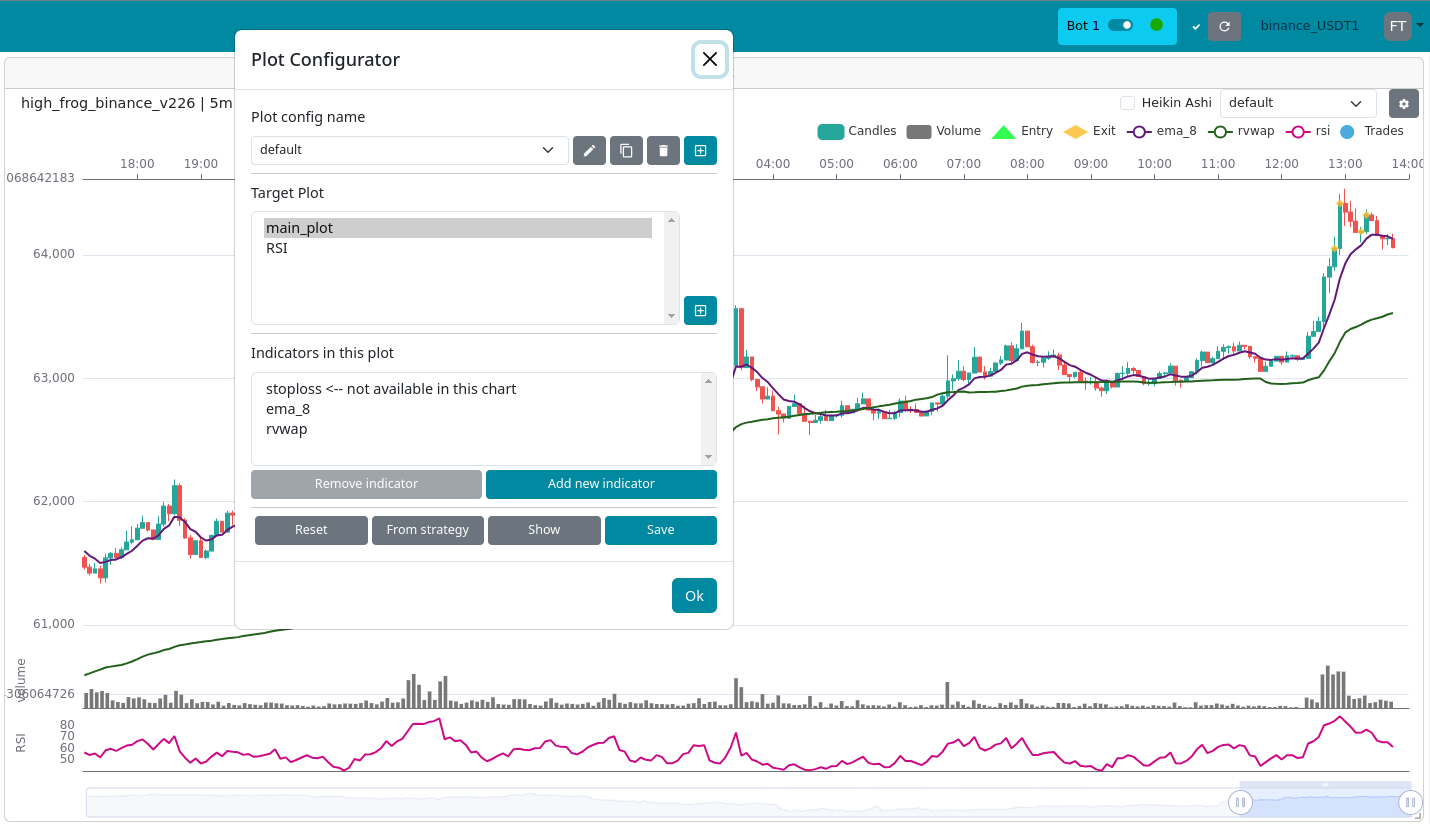 Bot 1
binance_USDT1
FT
Plot Configurator
Plot config name
default
Target Plot
main_plot
RSI
Indicators in this plot
stoploss <-- not available in this chart
ema_8
rvwap
Remove indicator Add new indicator
Reset From strategy Show Save
Ok
high_frog_binance_v226 | 5m
Heikin Ashi default
Candles Volume Entry Exit ema_8 rvwap rsi Trades
18:00 19:00 04:00 05:00 06:00 07:00 08:00 09:00 10:00 11:00 12:00 13:00 14:00
068642183
64,000
63,000
62,000
61,000
volume
306064726
RSI
80
70
60
50